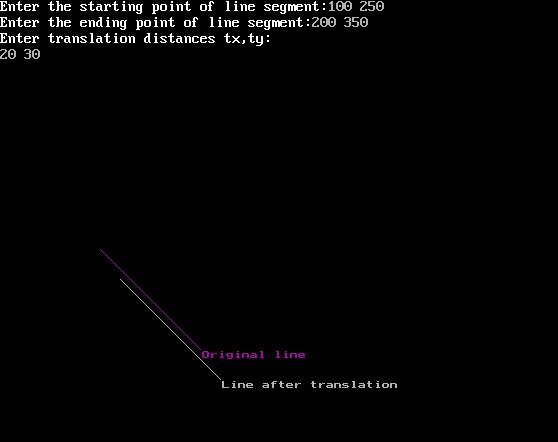 Enter the starting point of line segment:100 250
Enter the ending point of line segment:200 350
Enter translation distances tx,ty:
20 30
Original line
Line after translation